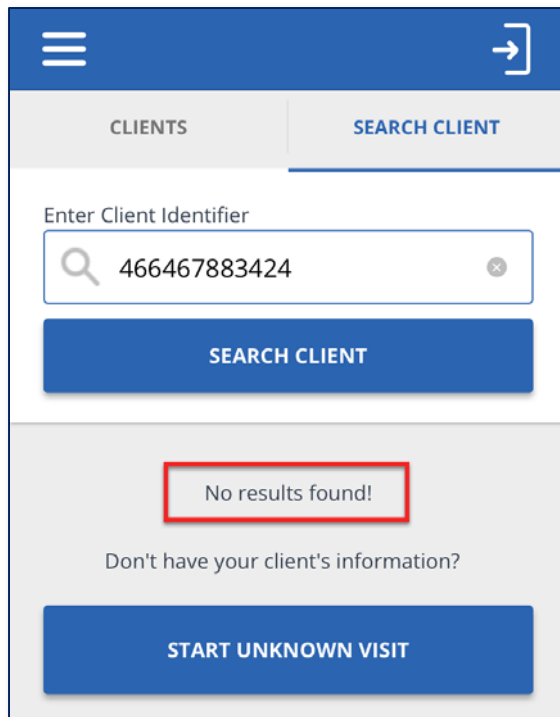 CLIENTS
SEARCH CLIENT
Enter Client Identifier
466467883424
SEARCH CLIENT
No results found!
Don't have your client's information?
START UNKNOWN VISIT